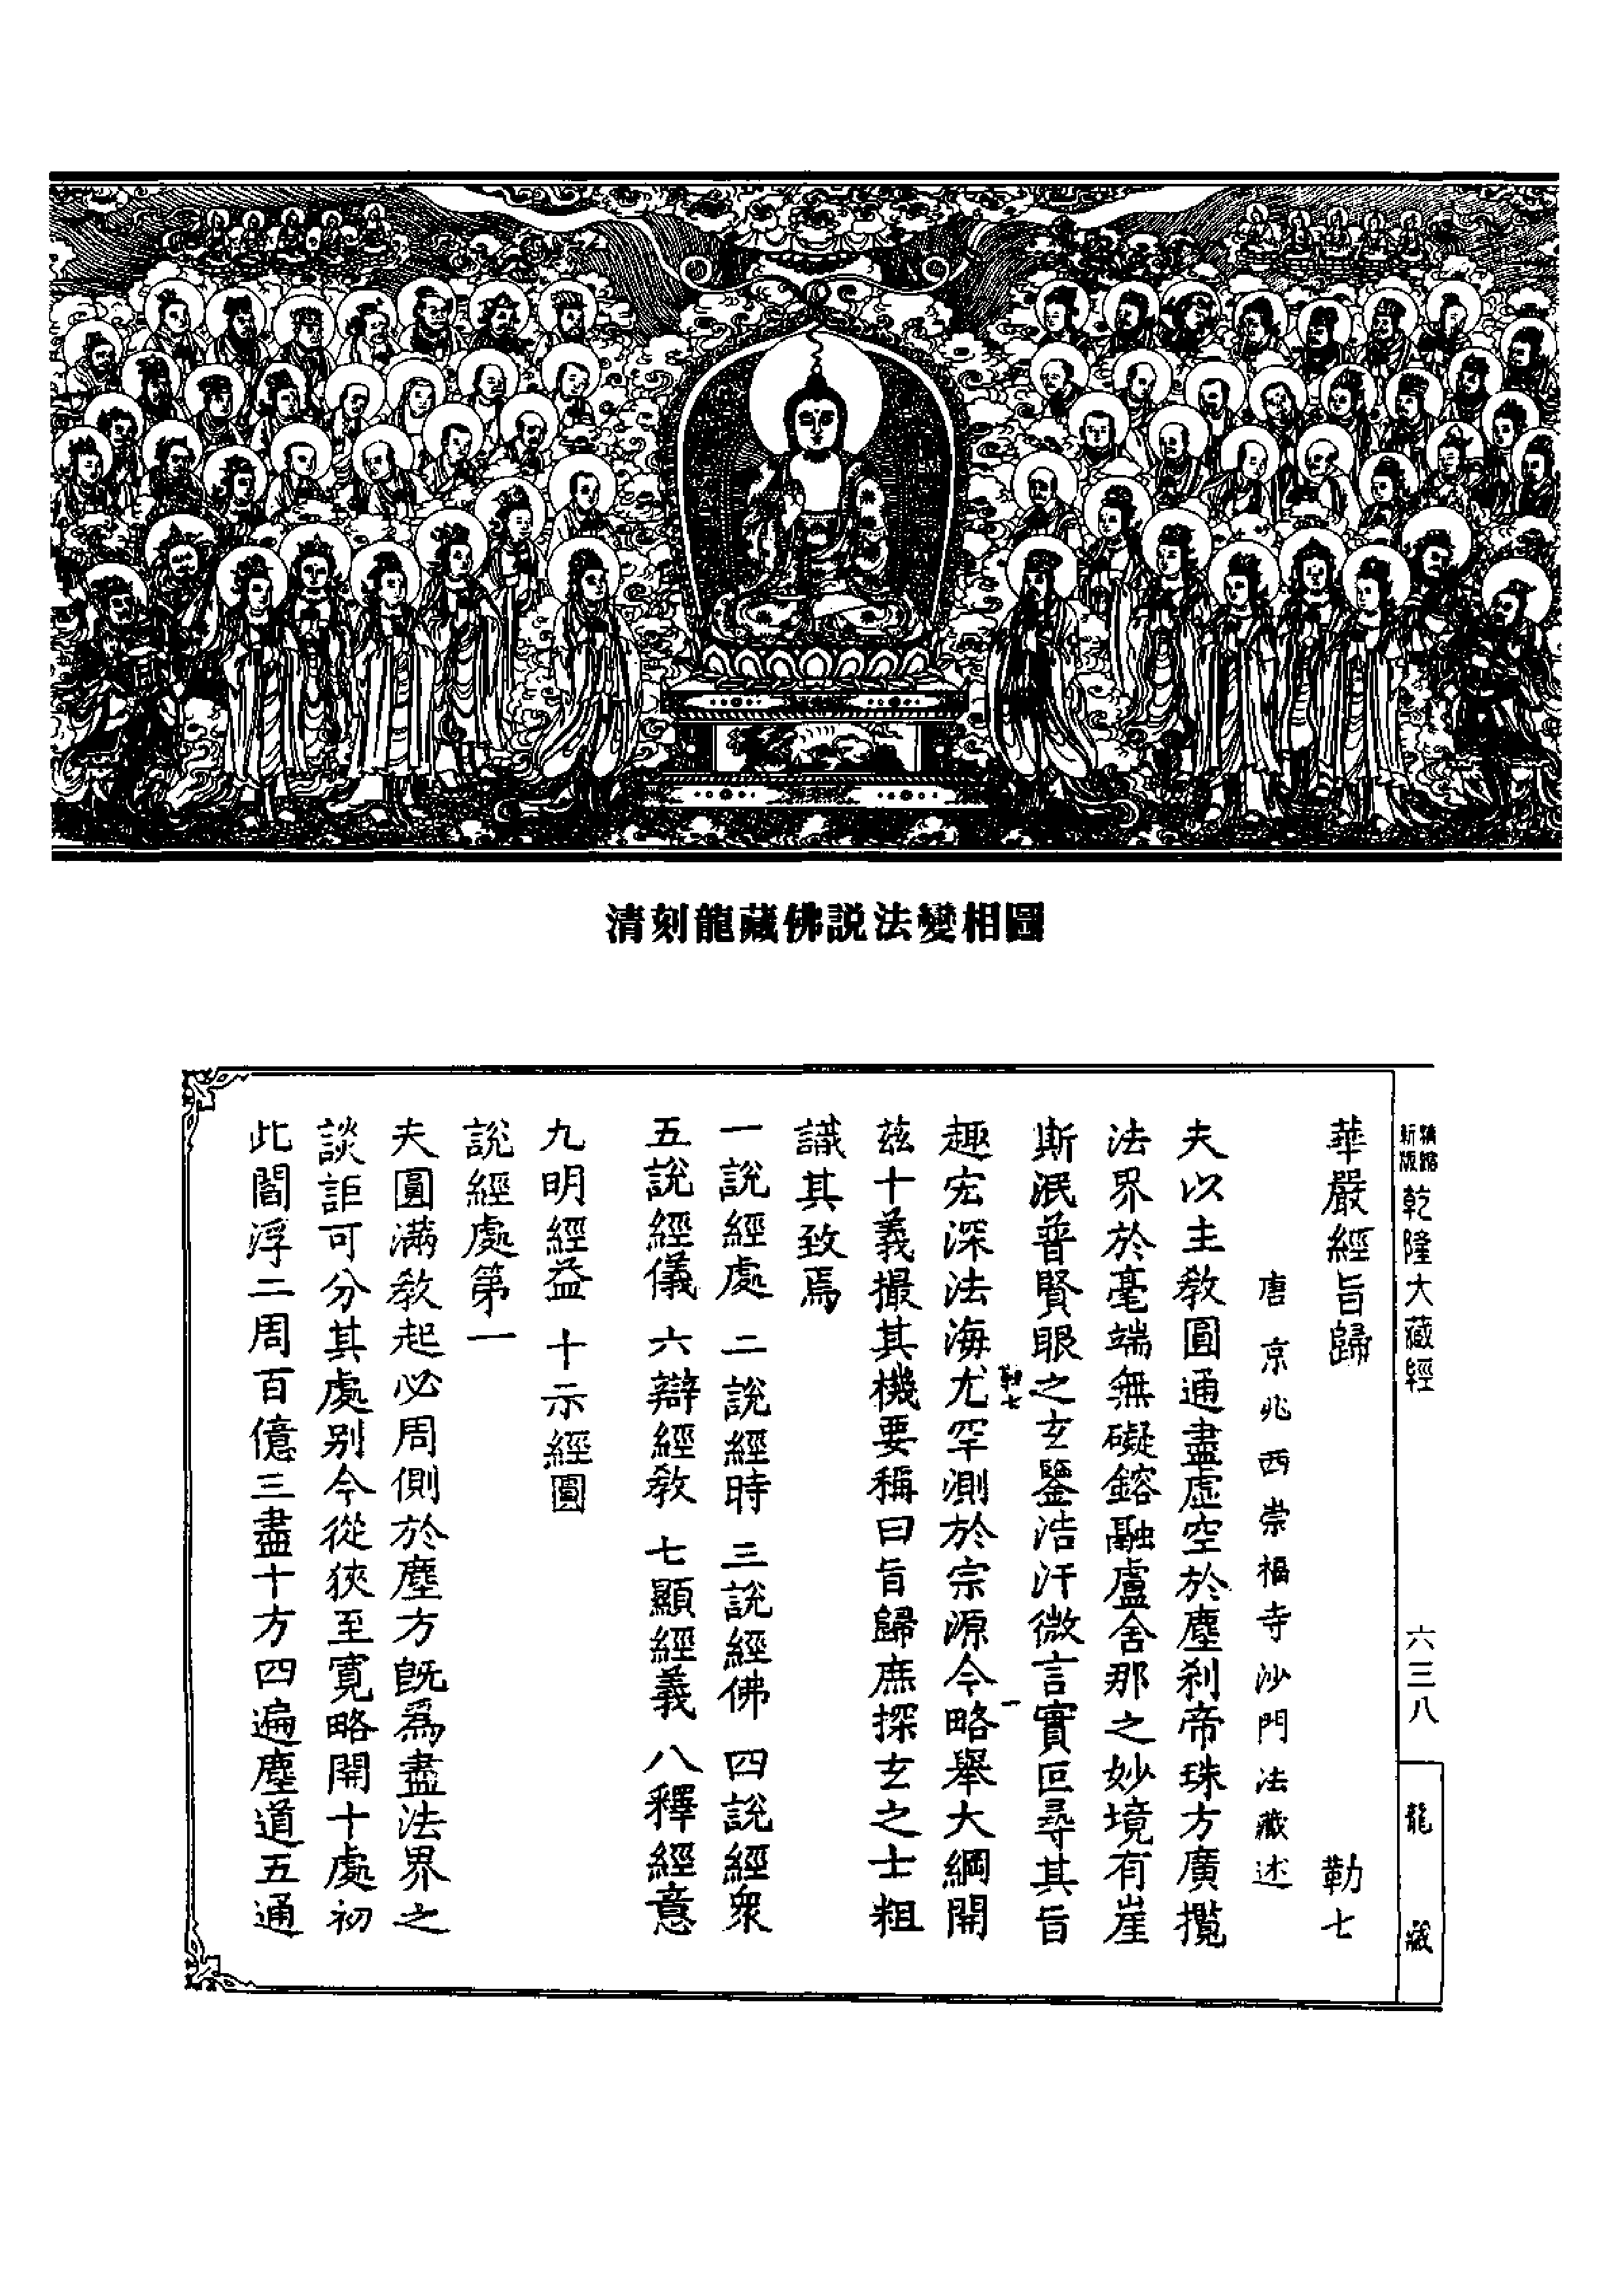 清刻龍藏佛説法變相圖
新版精縮 乾隆大藏經
六三八
龍藏
華嚴經旨歸 勒七
唐京兆西崇福寺沙門法藏述
夫以主教圓通盡虛空於塵刹帝珠方廣攬
法界於毫端無礙鎔融盧舍那之妙境有崖
斯泯普賢眼之玄鑒浩汗微言實叵尋其旨
趣宏深法海尤罕測於宗源今略舉大綱開
勒七 一
茲十義撮其機要稱曰旨歸庶探玄之士粗
識其致焉
一說經處 二說經時 三說經佛 四說經衆
五說經儀 六辯經教 七顯經義 八釋經意
九明經益 十示經圓
說經處第一
夫圓滿教起必周側於塵方旣爲盡法界之
談詎可分其處別今從狹至寬略開十處初
此閻浮二周百億三盡十方四遍塵道五通